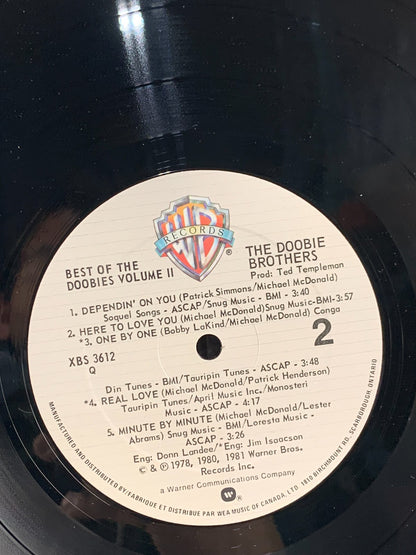 WB
RECORDS
®
BEST OF THE
DOOBIES VOLUME II
THE DOOBIE
BROTHERS
Prod: Ted Templeman
1. DEPENDIN' ON YOU (Patrick Simmons/Michael McDonald)
Soquel Songs - ASCAP/Snug Music - BMI - 3:40
2. HERE TO LOVE YOU (Michael McDonald)Snug Music-BMI-3:57
*3. ONE BY ONE (Bobby LaKind/Michael McDonald) Conga
XBS 3612
Q
2
Din Tunes - BMI/Tauripin Tunes - ASCAP - 3:48
*4. REAL LOVE (Michael McDonald/Patrick Henderson)
Tauripin Tunes/April Music Inc/Monosteri
Music - ASCAP - 4:17
5. MINUTE BY MINUTE (Michael McDonald/Lester
Abrams) Snug Music - BMI/Loresta Music -
ASCAP - 3:26
Eng: Donn Landee/*Eng: Jim Isaacson
© & ℗ 1978, 1980, 1981 Warner Bros.
Records Inc.
a Warner Communications Company
MANUFACTURED AND DISTRIBUTED BY/FABRIQUE ET DISTRIBUE PAR WEA MUSIC OF CANADA, LTD. 1810 BIRCHMOUNT RD. SCARBOROUGH, ONTARIO